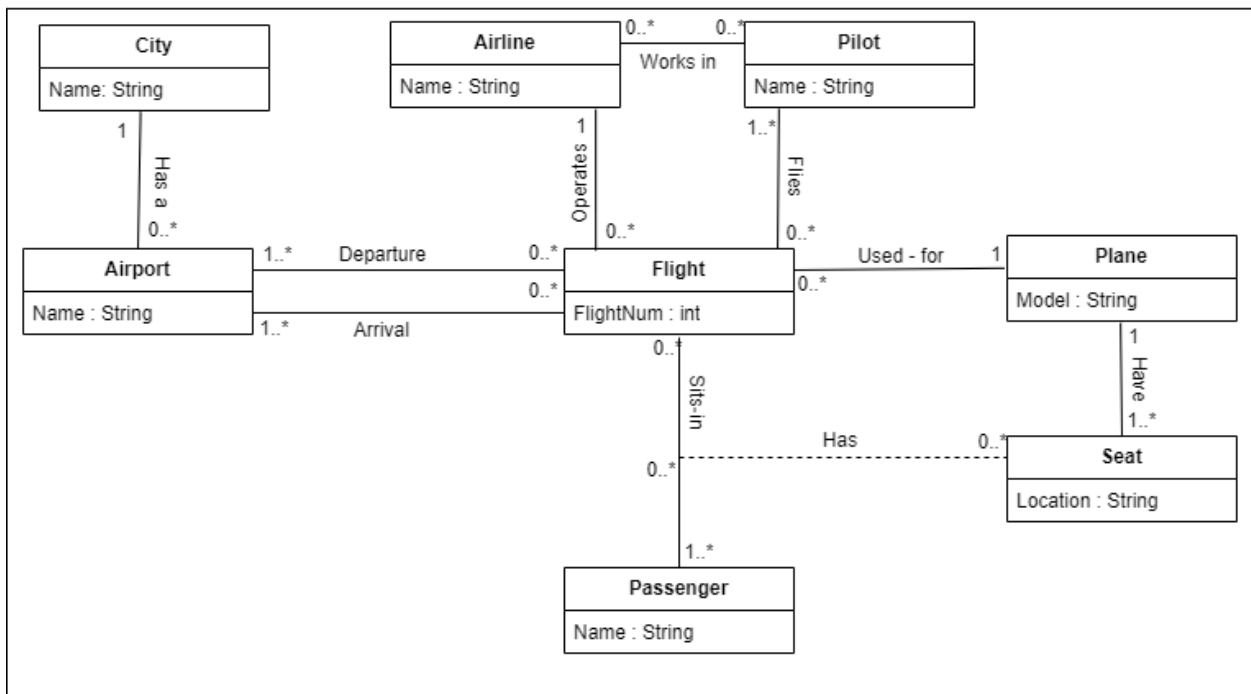 City
Name: String
Airline
Name : String
0..* 0..*
Works in
Pilot
Name : String
1
Has a
0..*
Operates 1
0..*
1..*
Flies
0..*
Airport
Name : String
1..* Departure 0..*
0..*
1..* Arrival
Flight
FlightNum : int
Used - for 1
0..*
Plane
Model : String
1
Have
1..*
0..*
Sits-in
0..*
Has 0..*
Seat
Location : String
1..*
Passenger
Name : String